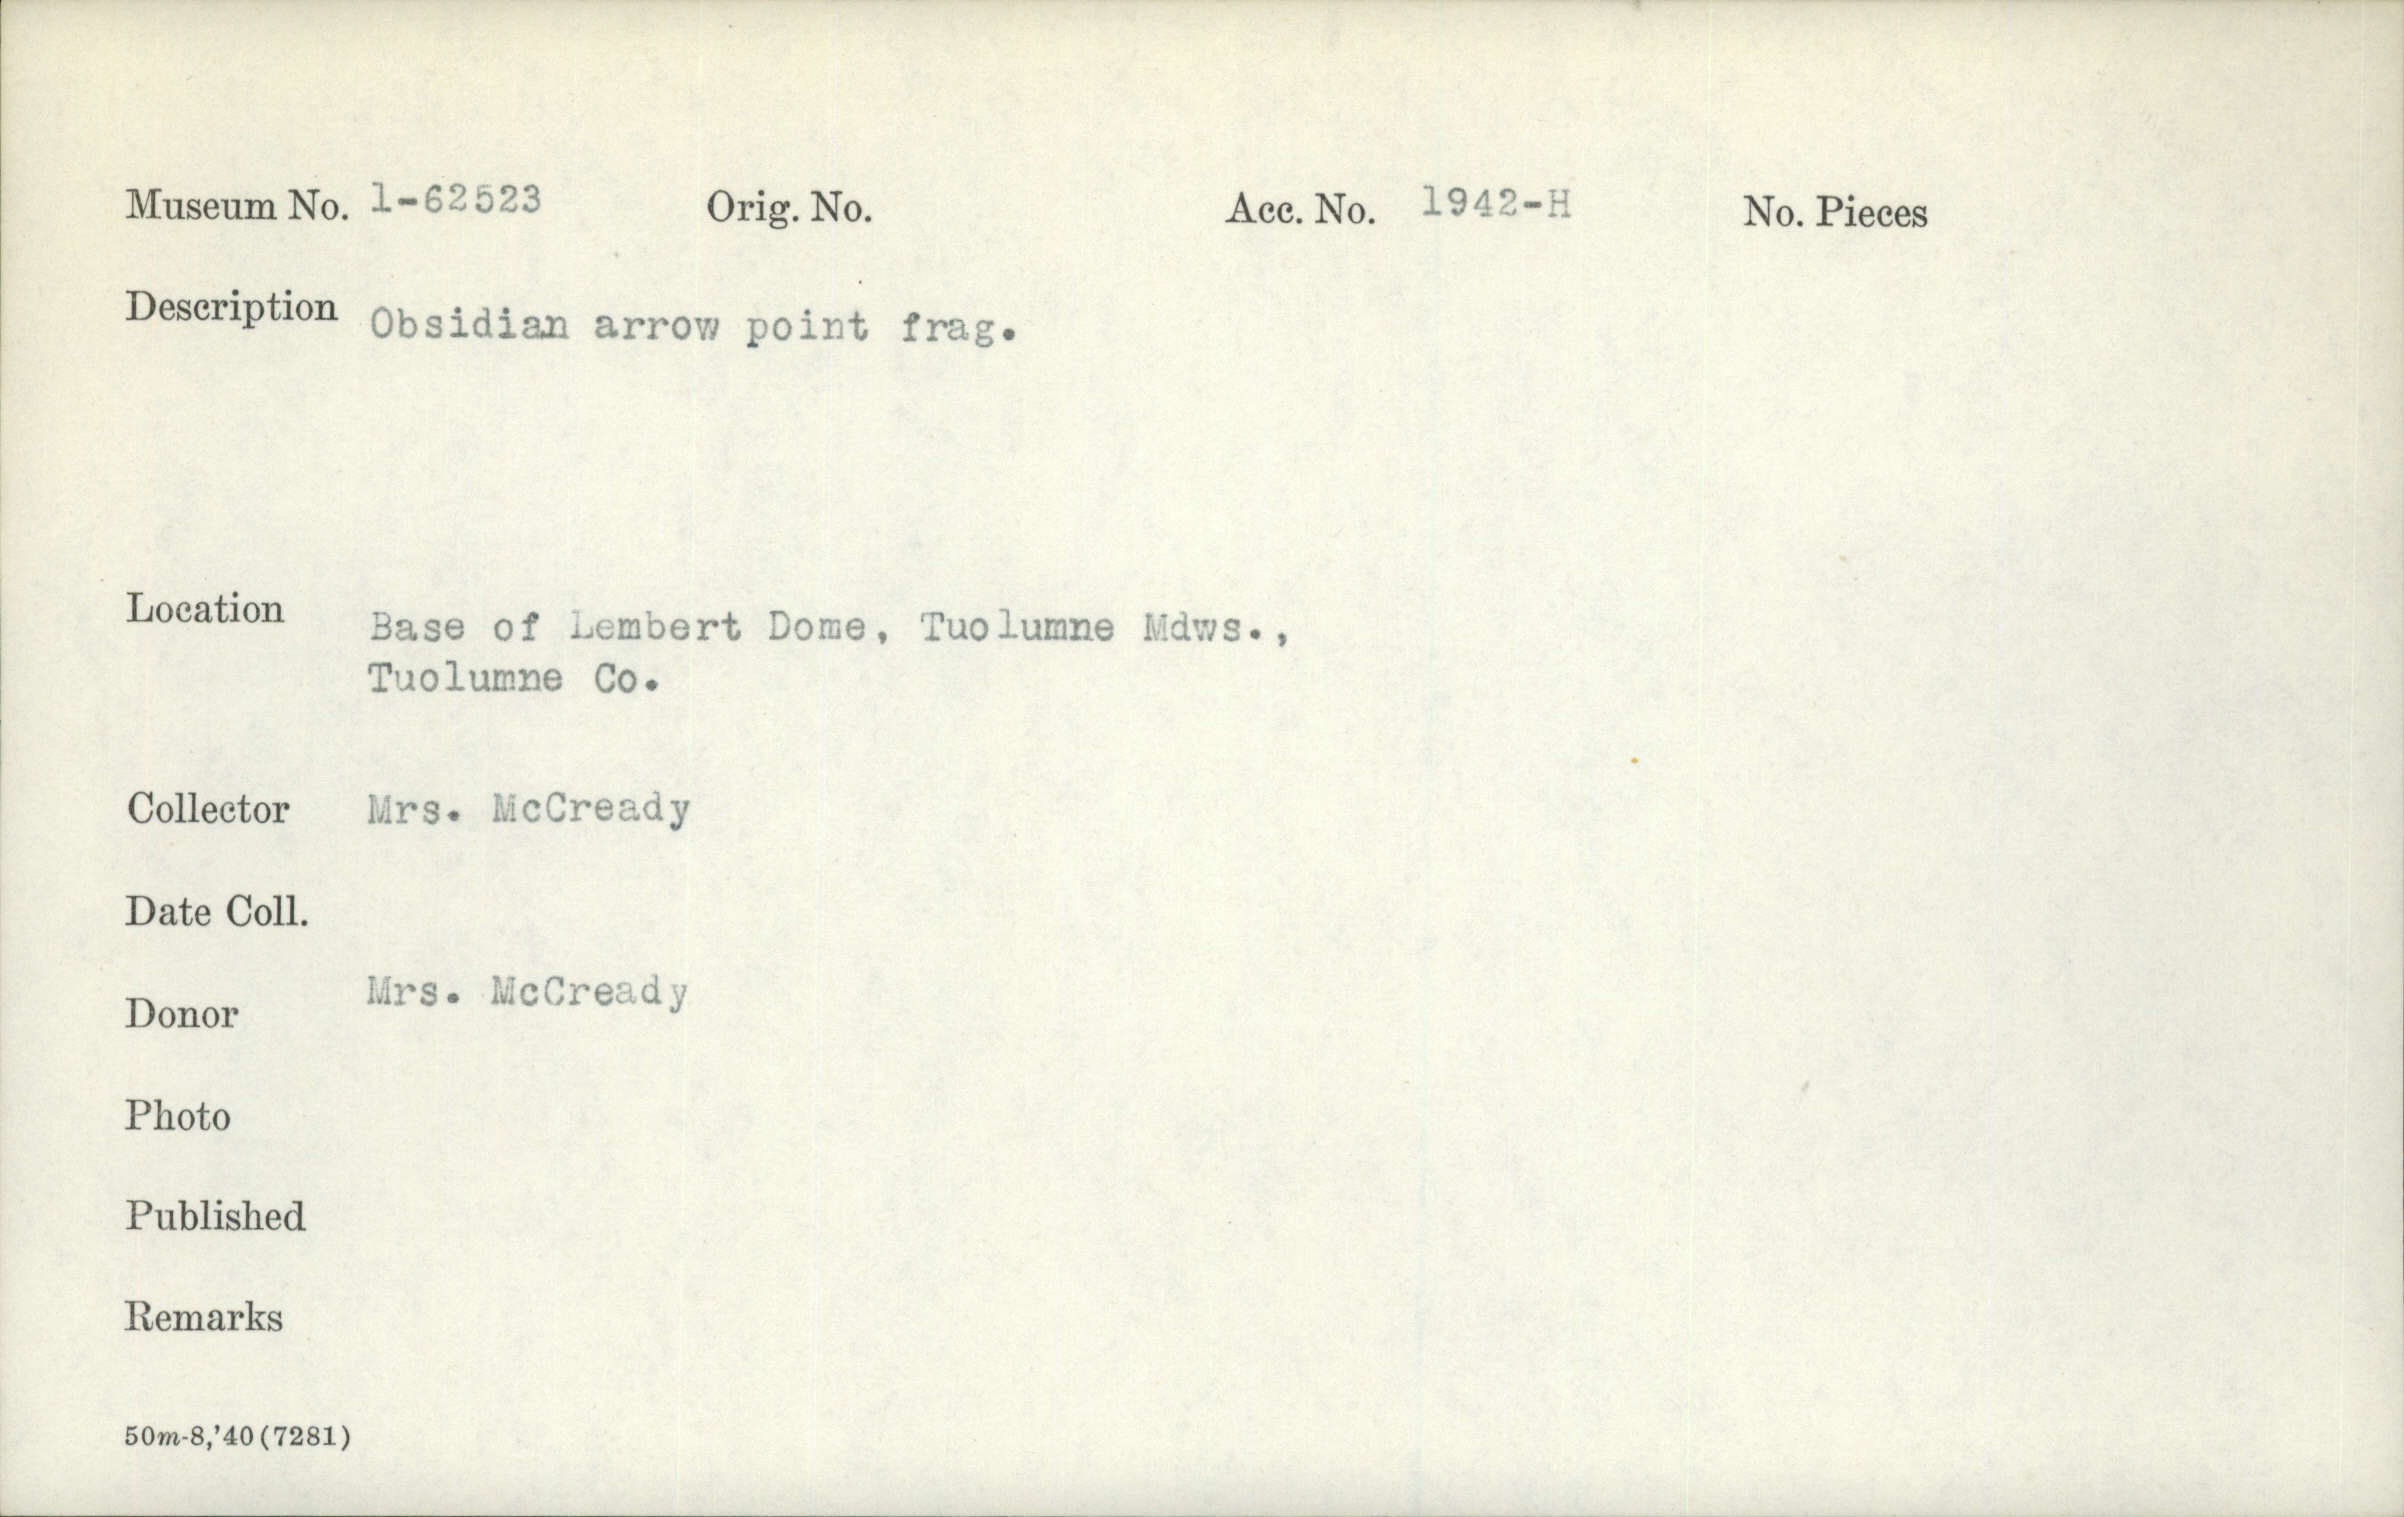 Museum No. 1-62523 Orig. No. Acc. No. 1942-H No. Pieces
Description Obsidian arrow point frag.
Location Base of Lembert Dome, Tuolumne Mdws.,
Tuolumne Co.
Collector Mrs. McCready
Date Coll.
Donor Mrs. McCready
Photo
Published
Remarks
50m-8,'40(7281)